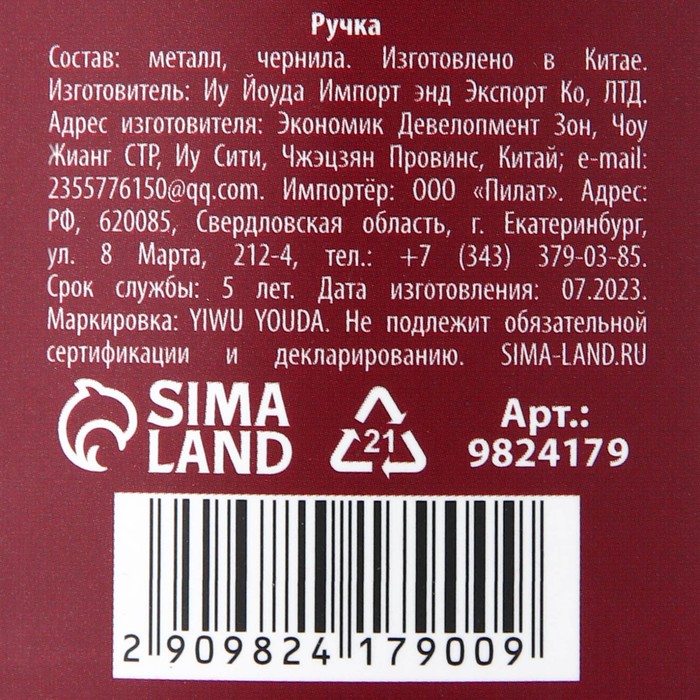 Ручка
Состав: металл, чернила. Изготовлено в Китае.
Изготовитель: Иу Йоуда Импорт энд Экспорт Ко, ЛТД.
Адрес изготовителя: Экономик Девелопмент Зон, Чоу
Жианг СТР, Иу Сити, Чжэцзян Провинс, Китай; e-mail:
2355776150@qq.com. Импортёр: ООО «Пилат». Адрес:
РФ, 620085, Свердловская область, г. Екатеринбург,
ул. 8 Марта, 212-4, тел.: +7 (343) 379-03-85.
Срок службы: 5 лет. Дата изготовления: 07.2023.
Маркировка: YIWU YOUDA. Не подлежит обязательной
сертификации и декларированию. SIMA-LAND.RU
SIMA
LAND
21
Арт.:
9824179
2 909824 179009